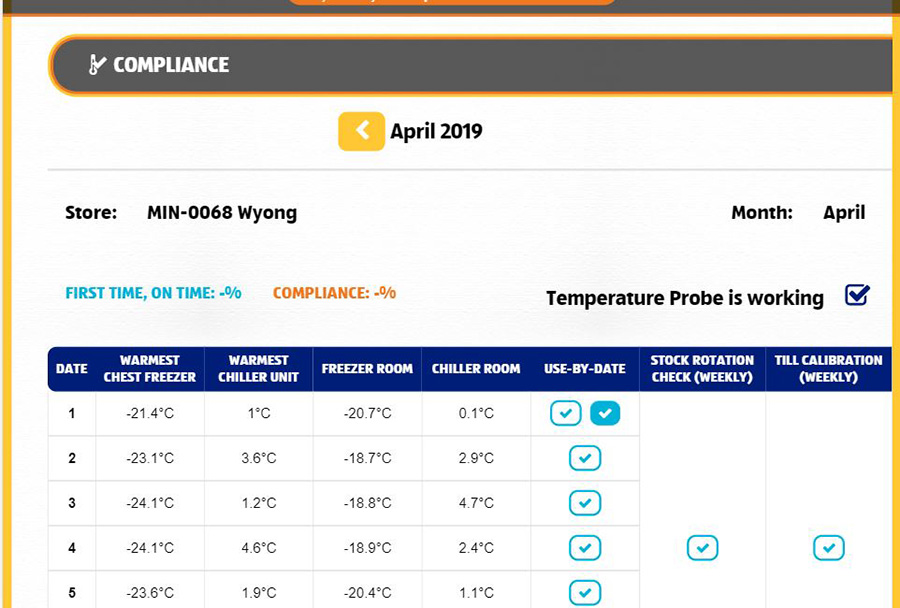 COMPLIANCE
April 2019
Store: MIN-0068 Wyong Month: April
FIRST TIME, ON TIME: -% COMPLIANCE: -% Temperature Probe is working
DATE WARMEST CHEST FREEZER WARMEST CHILLER UNIT FREEZER ROOM CHILLER ROOM USE-BY-DATE STOCK ROTATION CHECK (WEEKLY) TILL CALIBRATION (WEEKLY)
1 -21.4°C 1°C -20.7°C 0.1°C
2 -23.1°C 3.6°C -18.7°C 2.9°C
3 -24.1°C 1.2°C -18.8°C 4.7°C
4 -24.1°C 4.6°C -18.9°C 2.4°C
5 -23.6°C 1.9°C -20.4°C 1.1°C